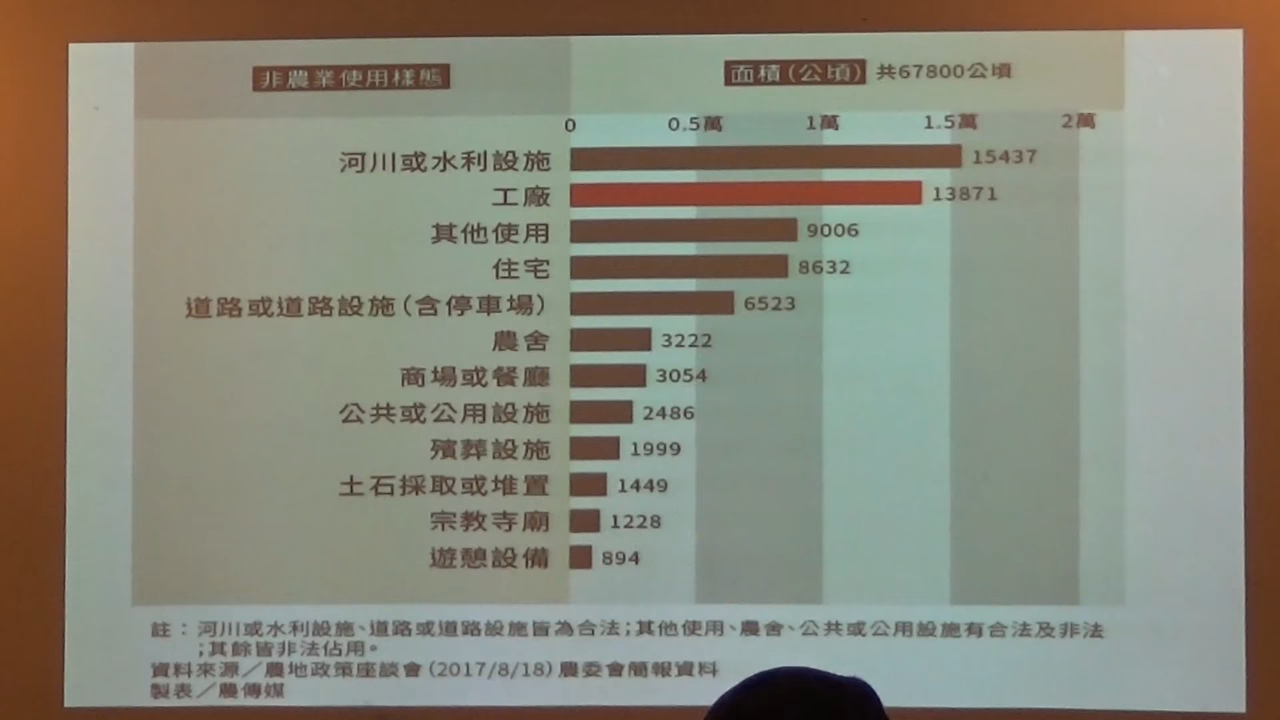 非農業使用樣態
面積(公頃) 共67800公頃
0 0.5萬 1萬 1.5萬 2萬
河川或水利設施 15437
工廠 13871
其他使用 9006
住宅 8632
道路或道路設施(含停車場) 6523
農舍 3222
商場或餐廳 3054
公共或公用設施 2486
殯葬設施 1999
土石採取或堆置 1449
宗教寺廟 1228
遊憩設備 894
註：河川或水利設施、道路或道路設施皆為合法;其他使用、農舍、公共或公用設施有合法及非法
;其餘皆非法佔用。
資料來源／農地政策座談會(2017/8/18)農委會簡報資料
製表／農傳媒